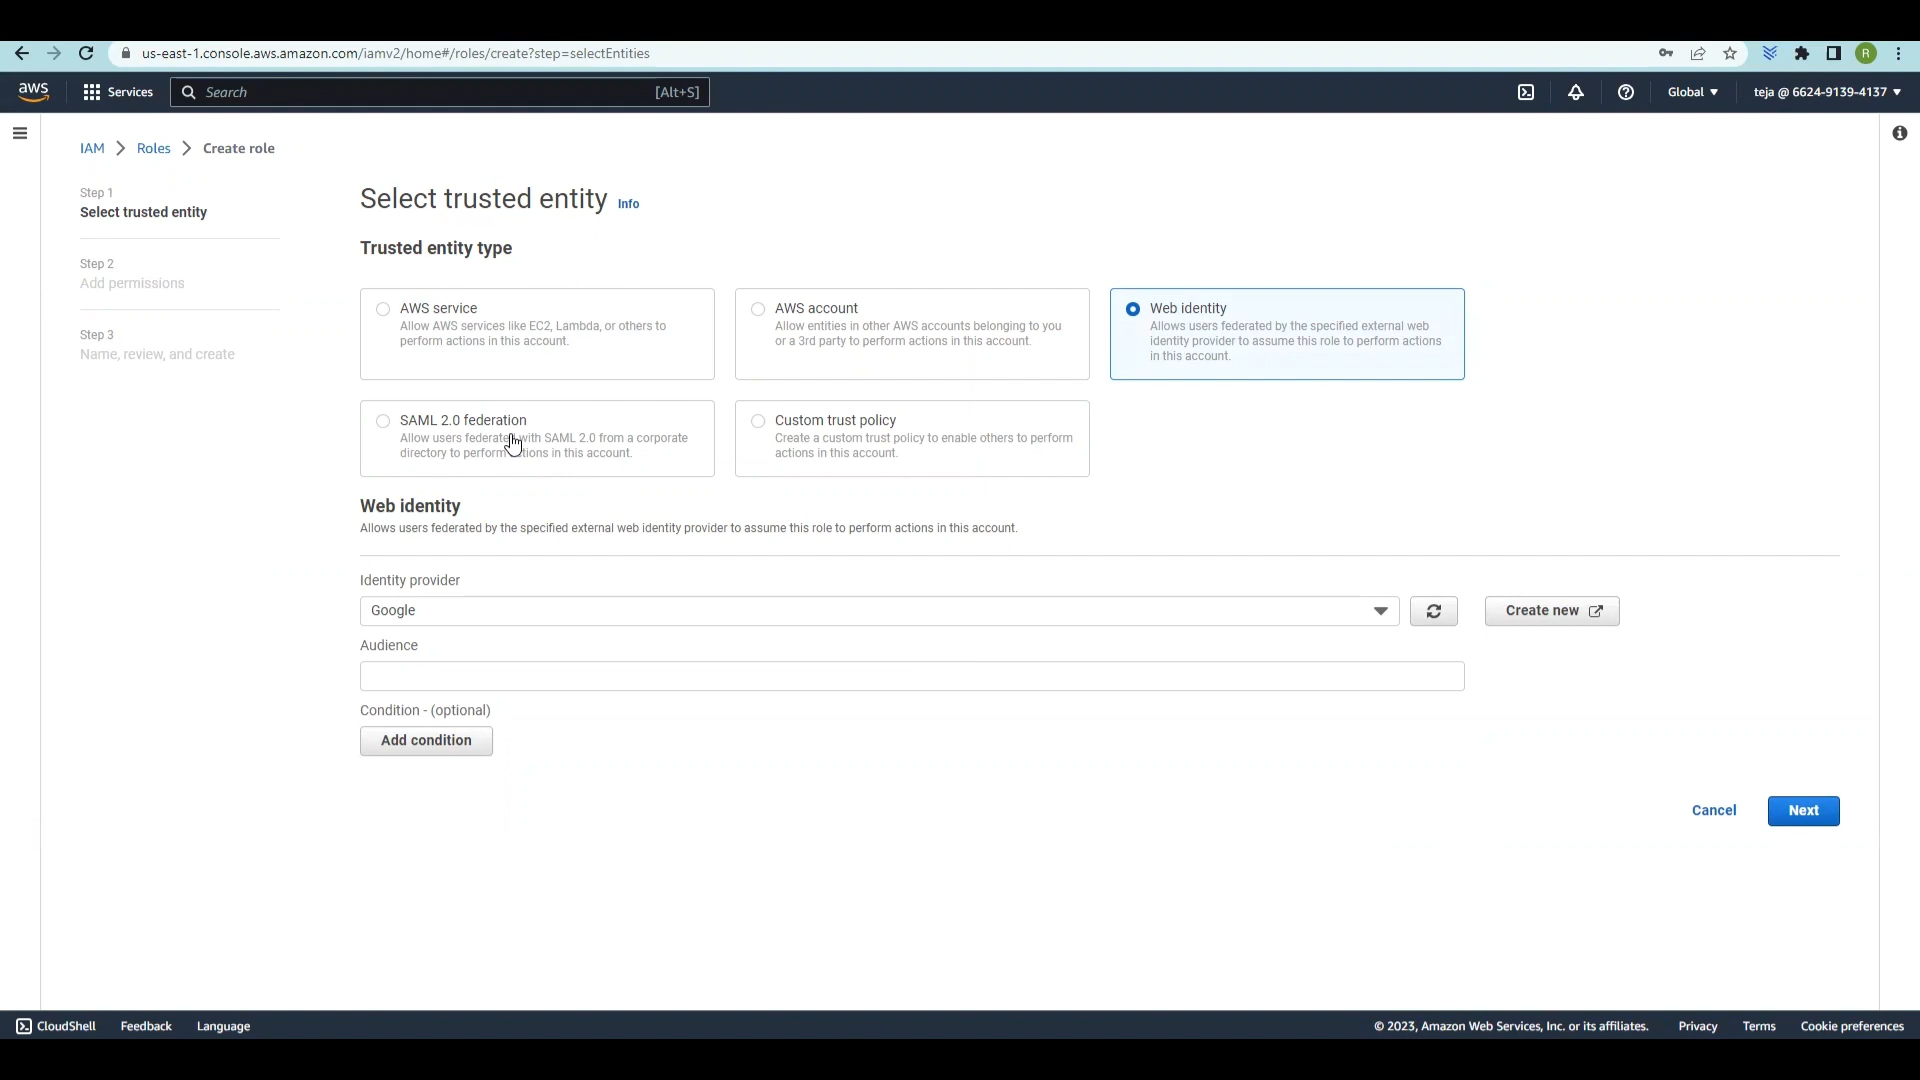 us-east-1.console.aws.amazon.com/iamv2/home#/roles/create?step=selectEntities
R
aws
Services
Search
[Alt+S]
Global
teja @ 6624-9139-4137
IAM
Roles
Create role
Step 1
Select trusted entity
Step 2
Add permissions
Step 3
Name, review, and create
Select trusted entity Info
Trusted entity type
AWS service
Allow AWS services like EC2, Lambda, or others to
perform actions in this account.
AWS account
Allow entities in other AWS accounts belonging to you
or a 3rd party to perform actions in this account.
Web identity
Allows users federated by the specified external web
identity provider to assume this role to perform actions
in this account.
SAML 2.0 federation
Allow users federated with SAML 2.0 from a corporate
directory to perform actions in this account.
Custom trust policy
Create a custom trust policy to enable others to perform
actions in this account.
Web identity
Allows users federated by the specified external web identity provider to assume this role to perform actions in this account.
Identity provider
Google
Create new
Audience
Condition - (optional)
Add condition
Cancel
Next
CloudShell
Feedback
Language
© 2023, Amazon Web Services, Inc. or its affiliates.
Privacy
Terms
Cookie preferences